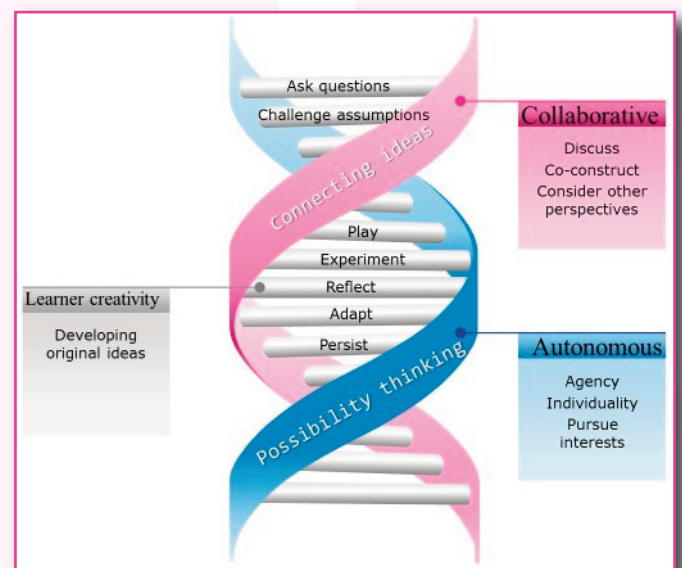 Ask questions
Challenge assumptions
Connecting ideas
Collaborative
Discuss
Co-construct
Consider other
perspectives
Play
Experiment
Reflect
Adapt
Persist
Learner creativity
Developing
original ideas
Possibility thinking
Autonomous
Agency
Individuality
Pursue
interests